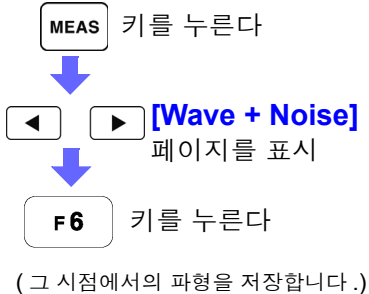 MEAS 키를 누른다
[Wave + Noise]
페이지를 표시
F6 키를 누른다
( 그 시점에서의 파형을 저장합니다 .)